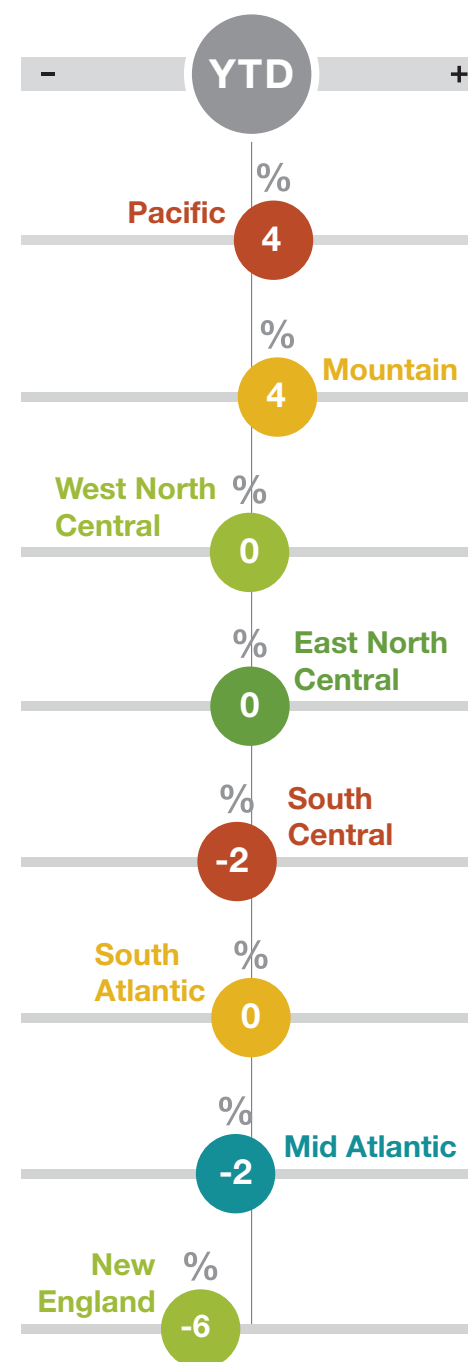 - YTD +
%
Pacific
4
%
Mountain
4
West North %
Central
0
% East North
Central
0
% South
Central
-2
South %
Atlantic
0
%
Mid Atlantic
-2
New %
England
-6